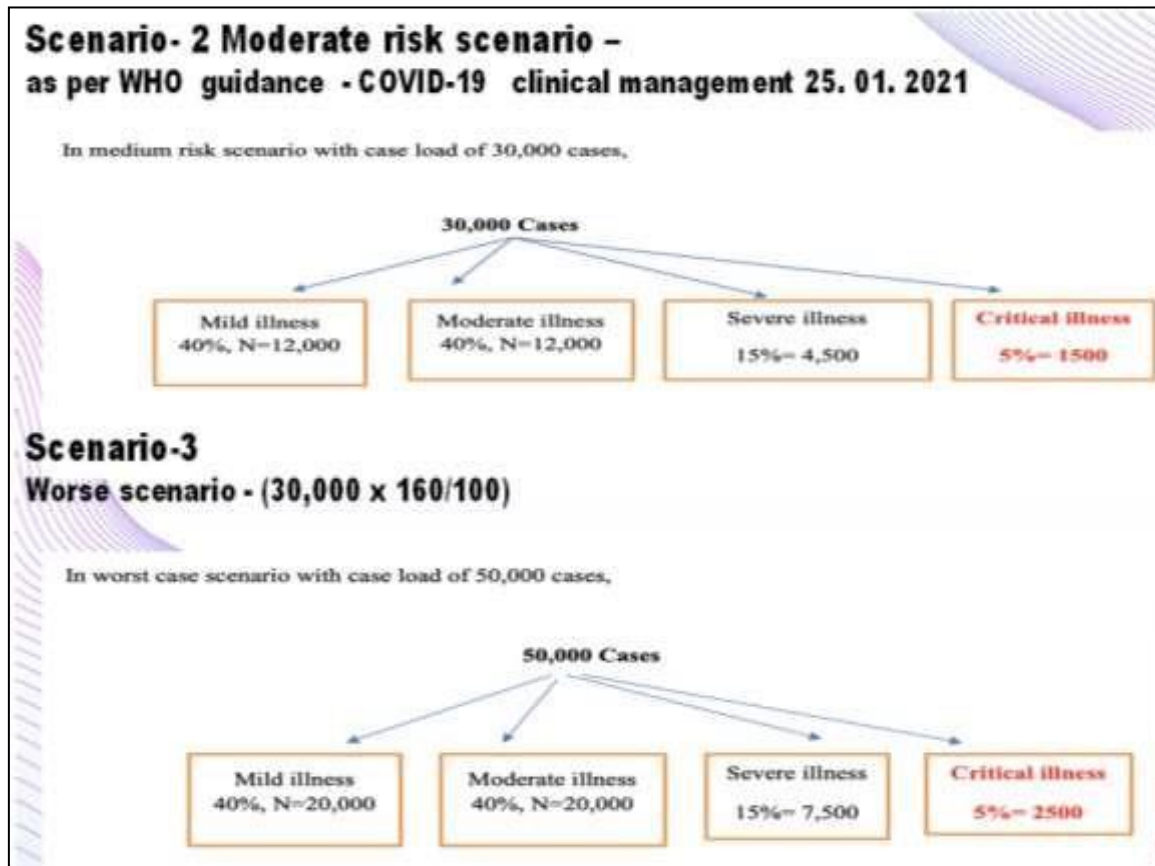 Scenario- 2 Moderate risk scenario –
as per WHO guidance - COVID-19 clinical management 25. 01. 2021
In medium risk scenario with case load of 30,000 cases,
30,000 Cases
Mild illness
40%, N=12,000
Moderate illness
40%, N=12,000
Severe illness
15%= 4,500
Critical illness
5%= 1500
Scenario-3
Worse scenario - (30,000 x 160/100)
In worst case scenario with case load of 50,000 cases,
50,000 Cases
Mild illness
40%, N=20,000
Moderate illness
40%, N=20,000
Severe illness
15%= 7,500
Critical illness
5%= 2500